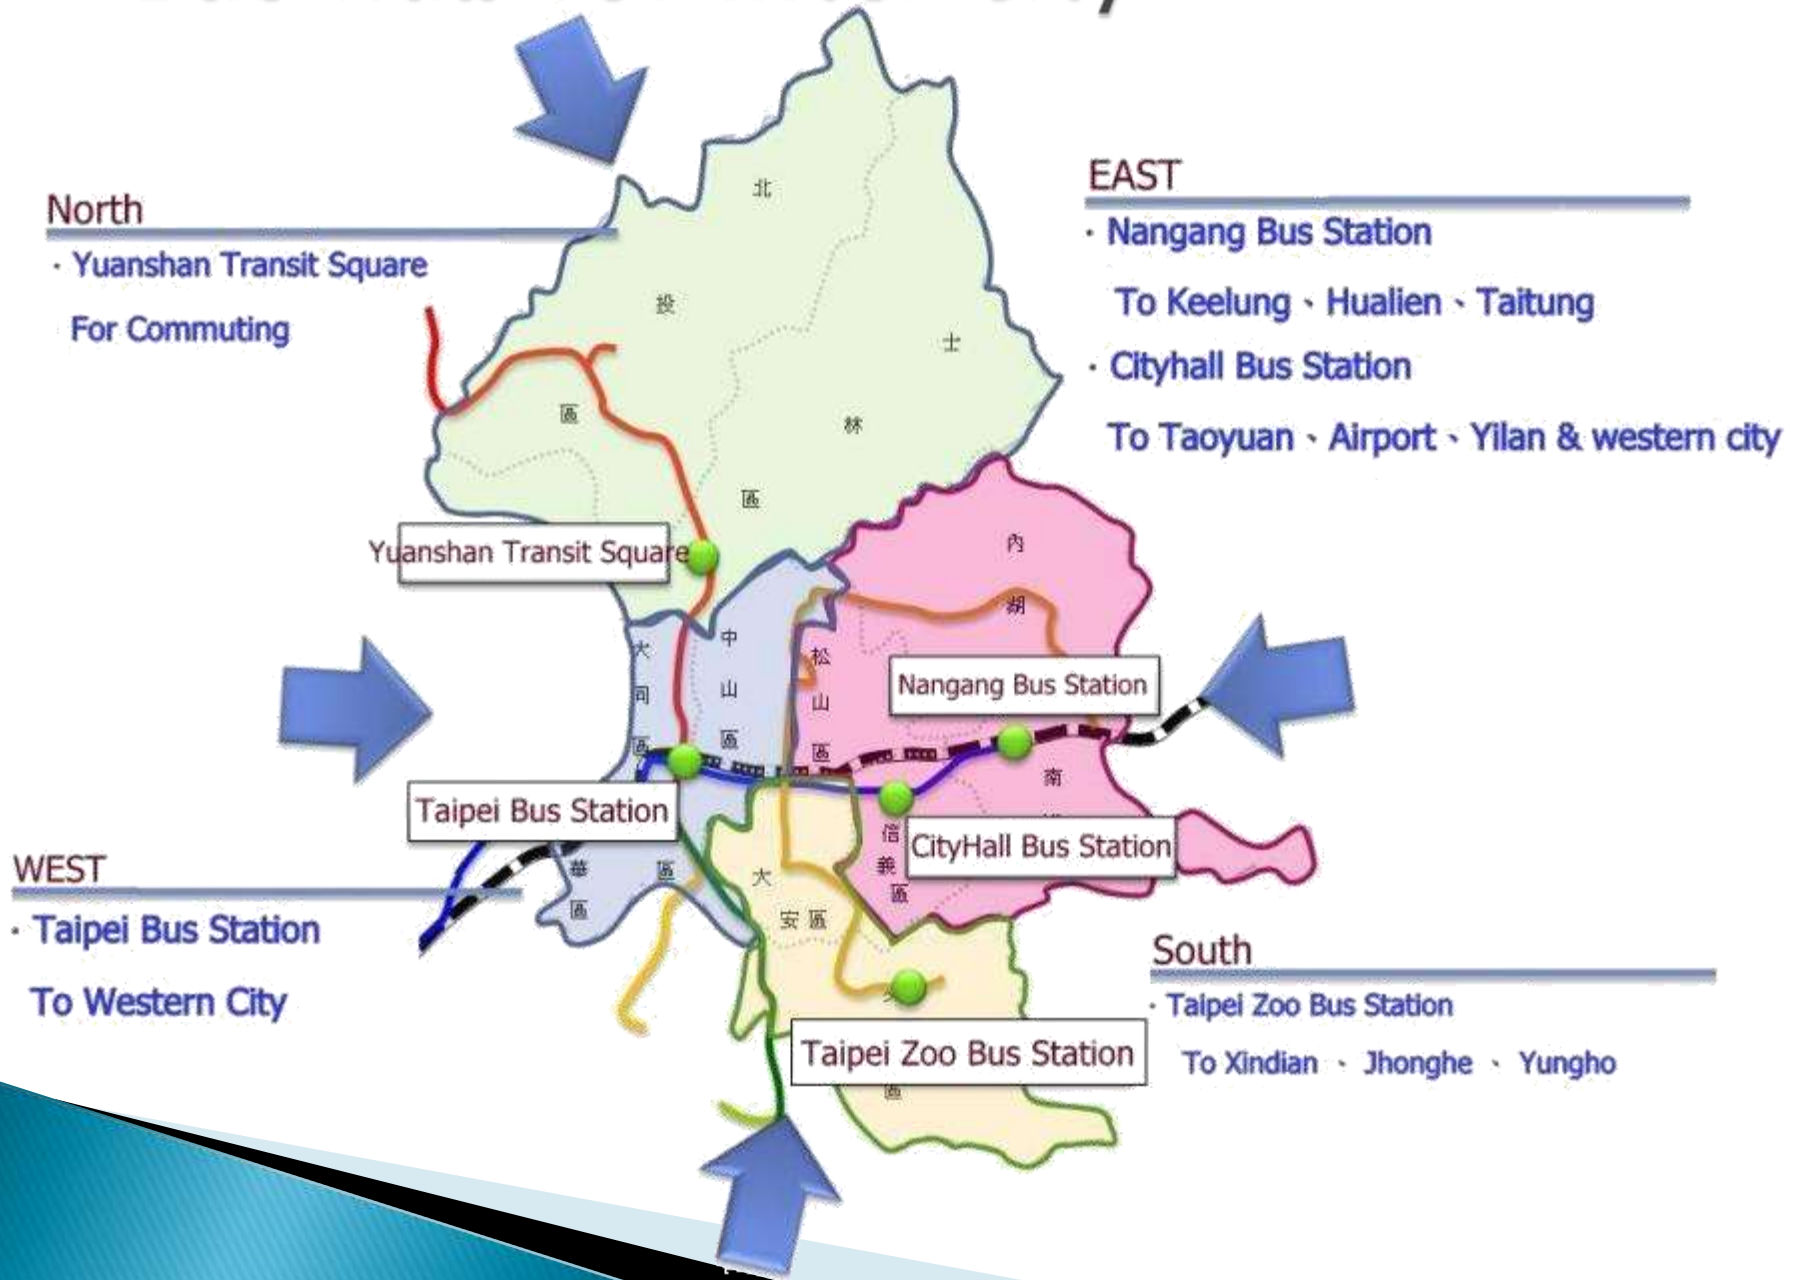 North
· Yuanshan Transit Square
For Commuting
EAST
· Nangang Bus Station
To Keelung、Hualien、Taitung
· Cityhall Bus Station
To Taoyuan、Airport、Yilan & western city
北
投
區
士
林
區
Yuanshan Transit Square
內
湖
大
同
區
中
山
區
松
山
區
Nangang Bus Station
南
Taipei Bus Station
信
義
區
CityHall Bus Station
華
區
區
大
安 區
WEST
· Taipei Bus Station
To Western City
Taipei Zoo Bus Station
區
South
· Taipei Zoo Bus Station
To Xindian、Jhonghe、Yungho